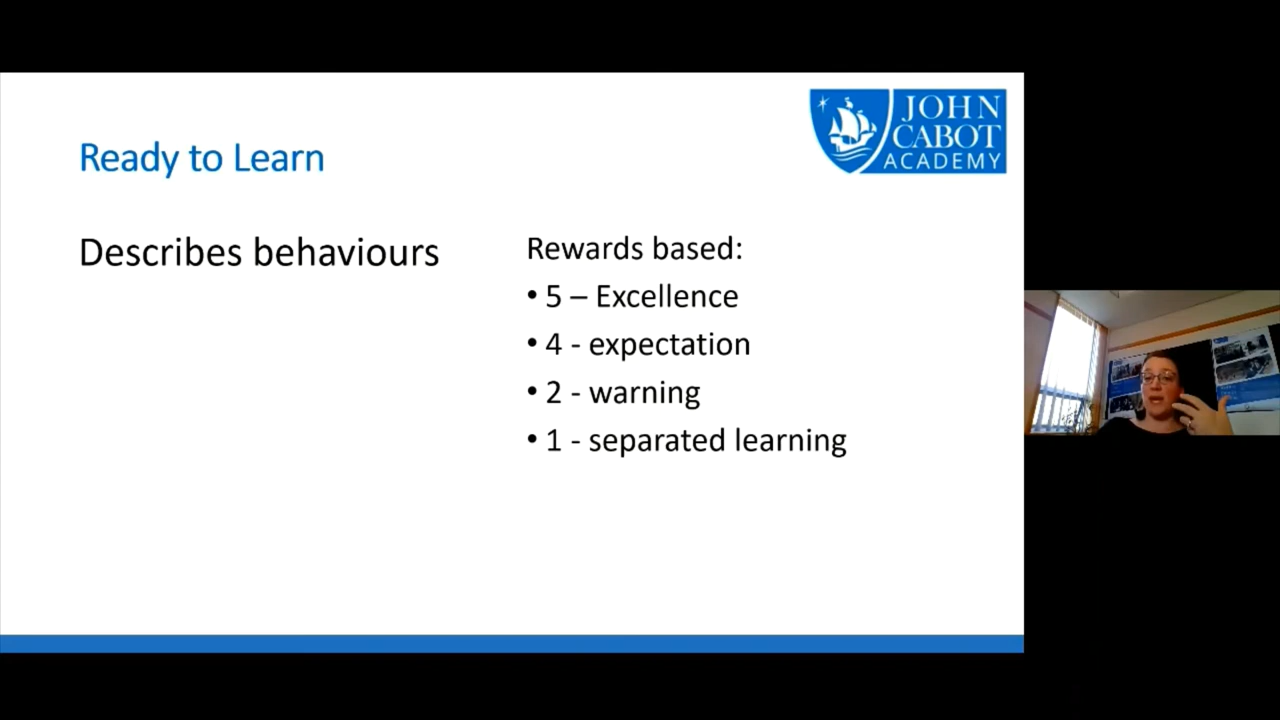 JOHN
CABOT
ACADEMY
Ready to Learn
Describes behaviours
Rewards based:
• 5 – Excellence
• 4 - expectation
• 2 - warning
• 1 - separated learning